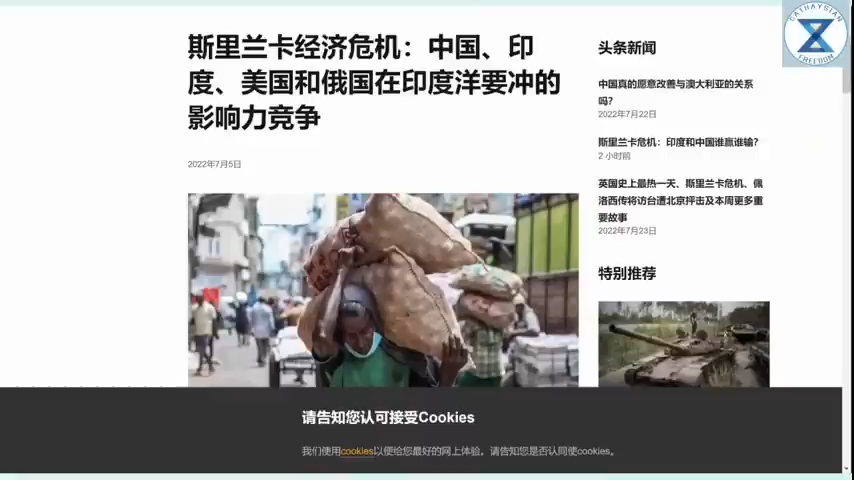 斯里兰卡经济危机：中国、印
度、美国和俄国在印度洋要冲的
影响力竞争
2022年7月5日
头条新闻
中国真的愿意改善与澳大利亚的关系
吗？
2022年7月22日
斯里兰卡危机：印度和中国谁赢谁输？
2 小时前
英国史上最热一天、斯里兰卡危机、佩
洛西传将访台遭北京抨击及本周更多重
要故事
2022年7月23日
特别推荐
请告知您认可接受Cookies
我们使用cookies以便给您最好的网上体验。请告知您是否认同使cookies。
CATHAYSIAN
FREEDOM